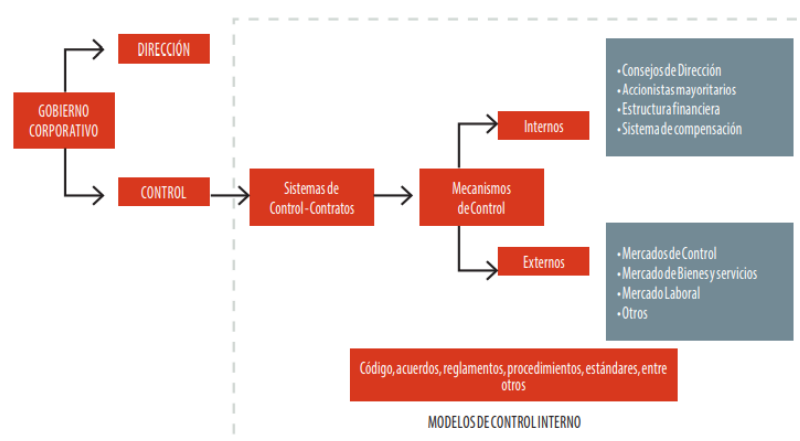 DIRECCIÓN
GOBIERNO
CORPORATIVO
CONTROL
Sistemas de
Control - Contratos
Mecanismos
de Control
Internos
• Consejos de Dirección
• Accionistas mayoritarios
• Estructura financiera
• Sistema de compensación
Externos
• Mercados de Control
• Mercado de Bienes y servicios
• Mercado Laboral
• Otros
Código, acuerdos, reglamentos, procedimientos, estándares, entre
otros
MODELOS DE CONTROL INTERNO